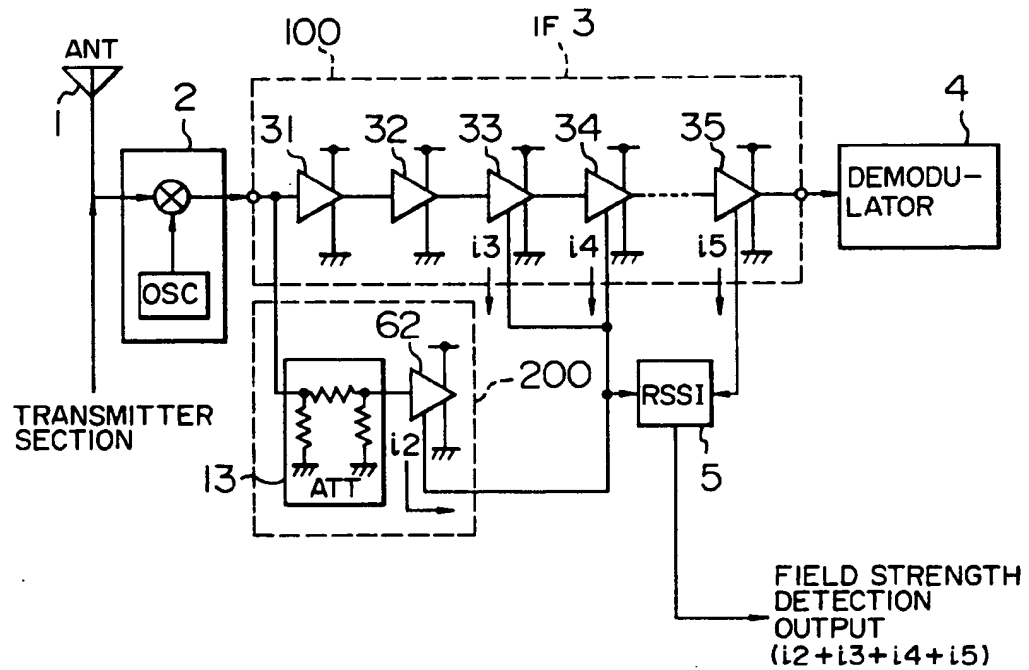 100
IF 3
ANT
1
2
31
32
33
34
35
4
DEMODU-
LATOR
OSC
i3
i4
i5
62
200
TRANSMITTER
SECTION
13
ATT
i2
RSSI
5
FIELD STRENGTH
DETECTION
OUTPUT
(i2+i3+i4+i5)